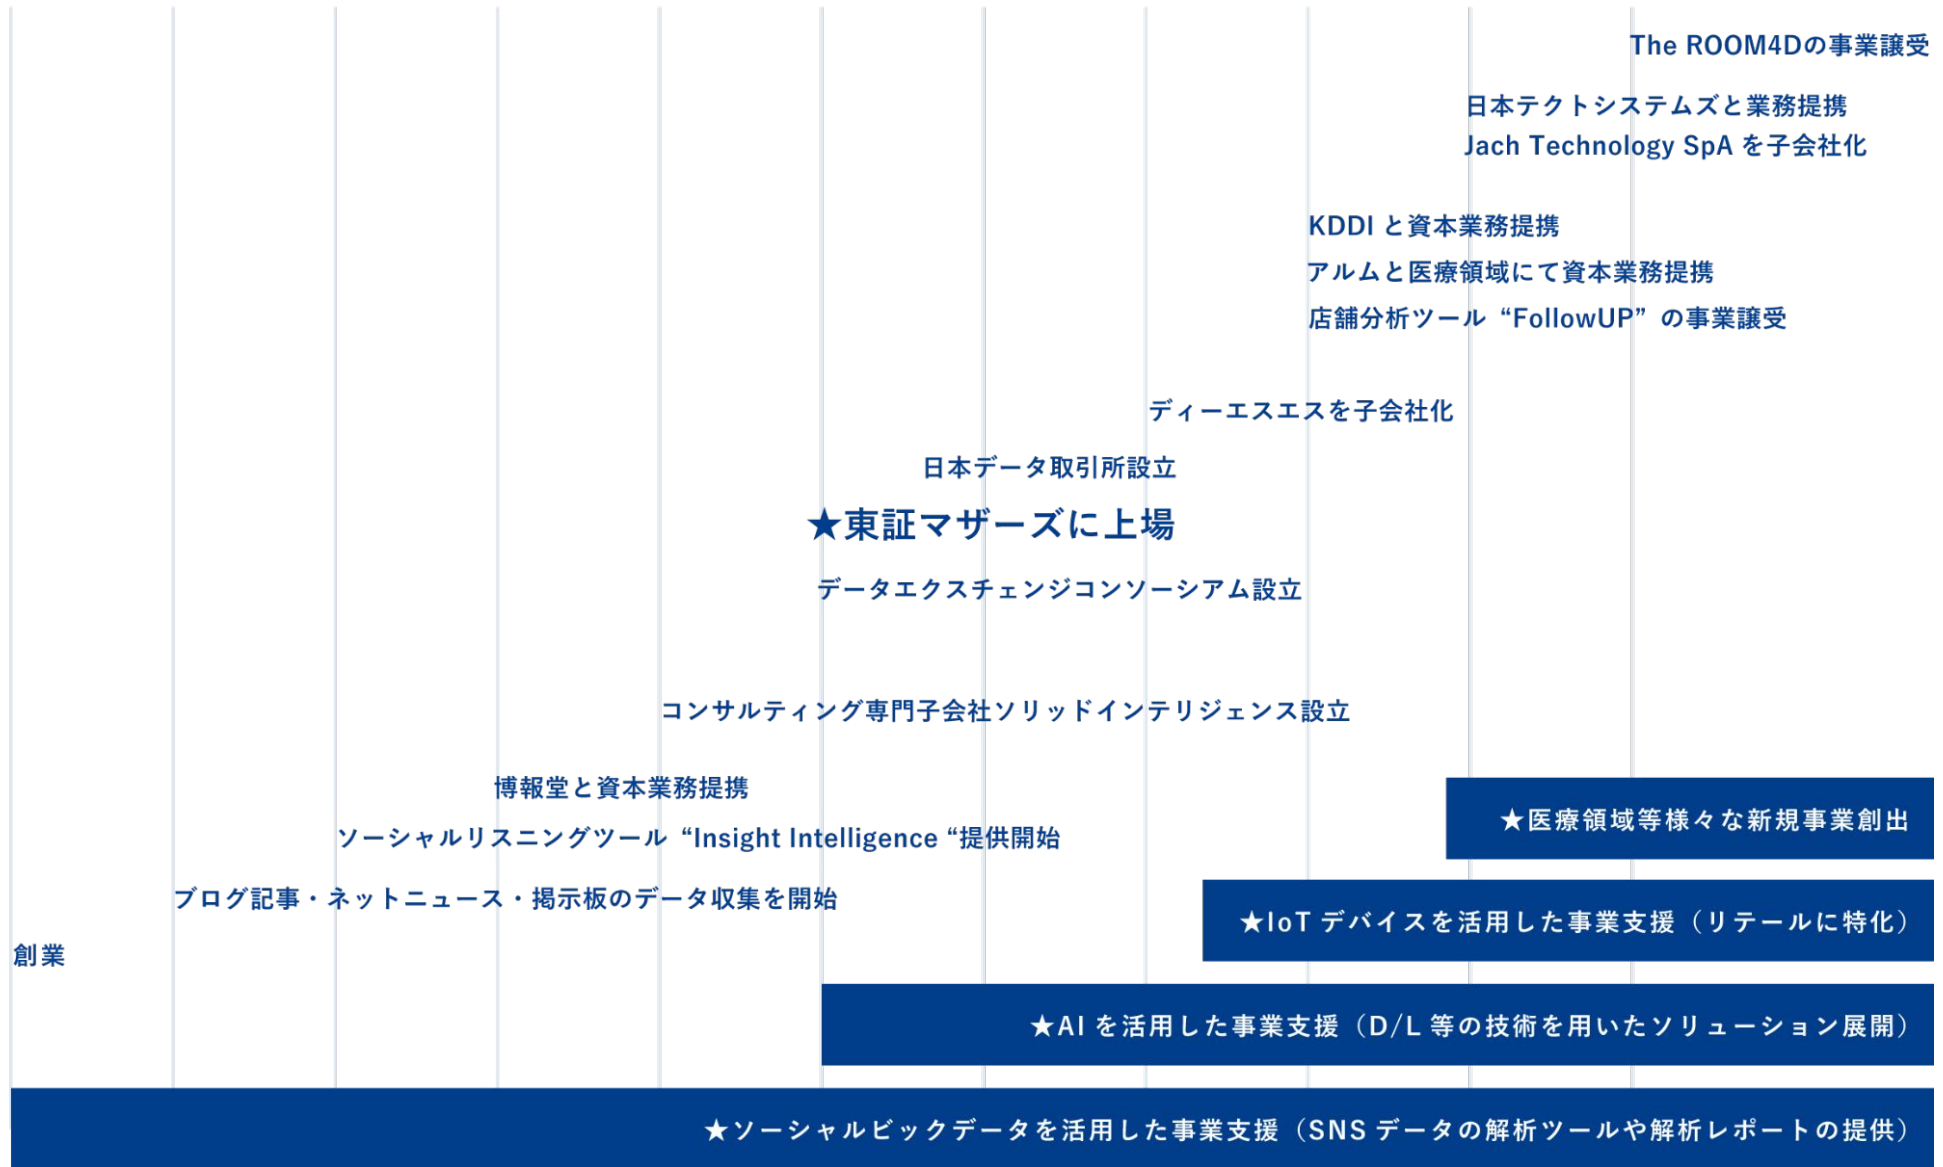 The ROOM4Dの事業譲受
日本テクトシステムズと業務提携
Jach Technology SpA を子会社化
KDDI と資本業務提携
アルムと医療領域にて資本業務提携
店舗分析ツール “FollowUP” の事業譲受
ディーエスエスを子会社化
日本データ取引所設立
★東証マザーズに上場
データエクスチェンジコンソーシアム設立
コンサルティング専門子会社ソリッドインテリジェンス設立
博報堂と資本業務提携
ソーシャルリスニングツール “Insight Intelligence “提供開始
ブログ記事・ネットニュース・掲示板のデータ収集を開始
創業
★医療領域等様々な新規事業創出
★IoT デバイスを活用した事業支援（リテールに特化）
★AI を活用した事業支援（D/L 等の技術を用いたソリューション展開）
★ソーシャルビックデータを活用した事業支援（SNS データの解析ツールや解析レポートの提供）